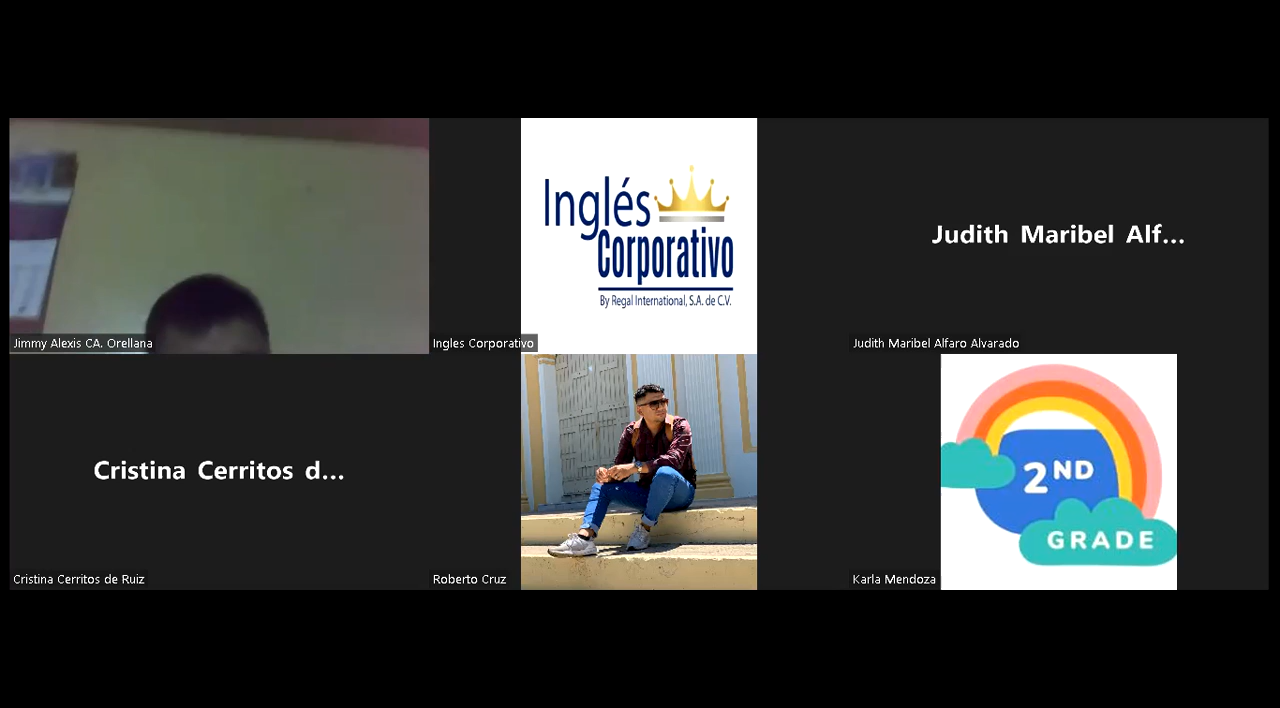 Inglés
Corporativo
By Regal International, S.A. de C.V.
Judith Maribel Alf...
Jimmy Alexis CA. Orellana
Ingles Corporativo
Judith Maribel Alfaro Alvarado
Cristina Cerritos d...
2ND
GRADE
Cristina Cerritos de Ruiz
Roberto Cruz
Karla Mendoza